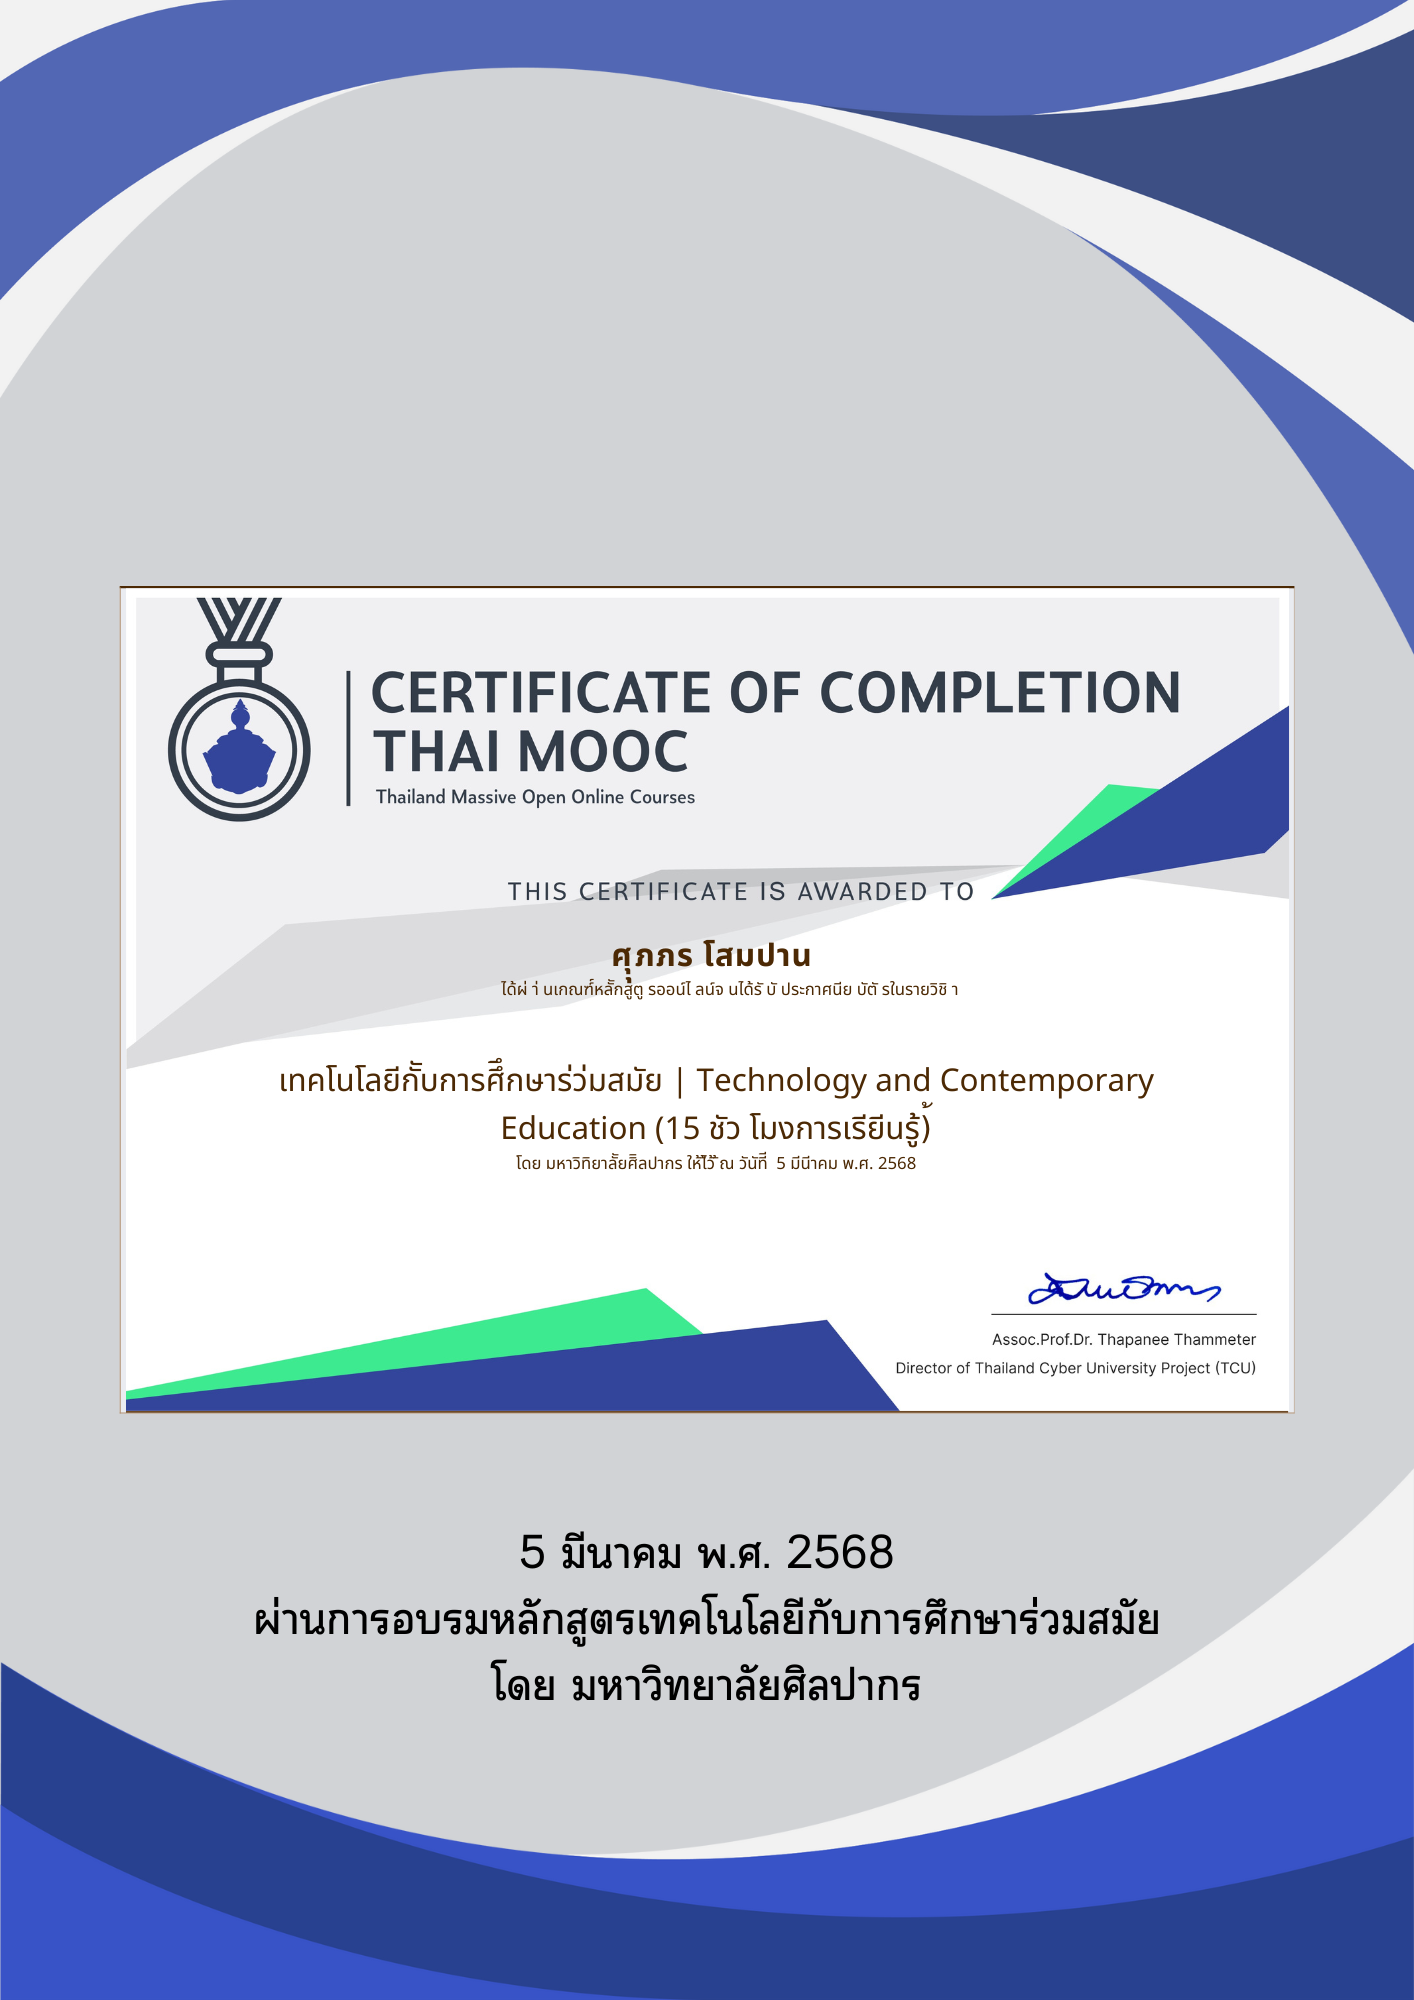 CERTIFICATE OF COMPLETION
THAI MOOC
Thailand Massive Open Online Courses
THIS CERTIFICATE IS AWARDED TO
ศุภภร โสมปาน
ได้ผ่านเกณฑ์หลักสูตรออนไลน์จนได้รับประกาศนียบัตรในรายวิชา
เทคโนโลยีกับการศึกษาร่วมสมัย | Technology and Contemporary
Education (15 ชั่วโมงการเรียนรู้)
โดย มหาวิทยาลัยศิลปากร ให้ไว้ ณ วันที่ 5 มีนาคม พ.ศ. 2568
Assoc.Prof.Dr. Thapanee Thammeter
Director of Thailand Cyber University Project (TCU)
5 มีนาคม พ.ศ. 2568
ผ่านการอบรมหลักสูตรเทคโนโลยีกับการศึกษาร่วมสมัย
โดย มหาวิทยาลัยศิลปากร